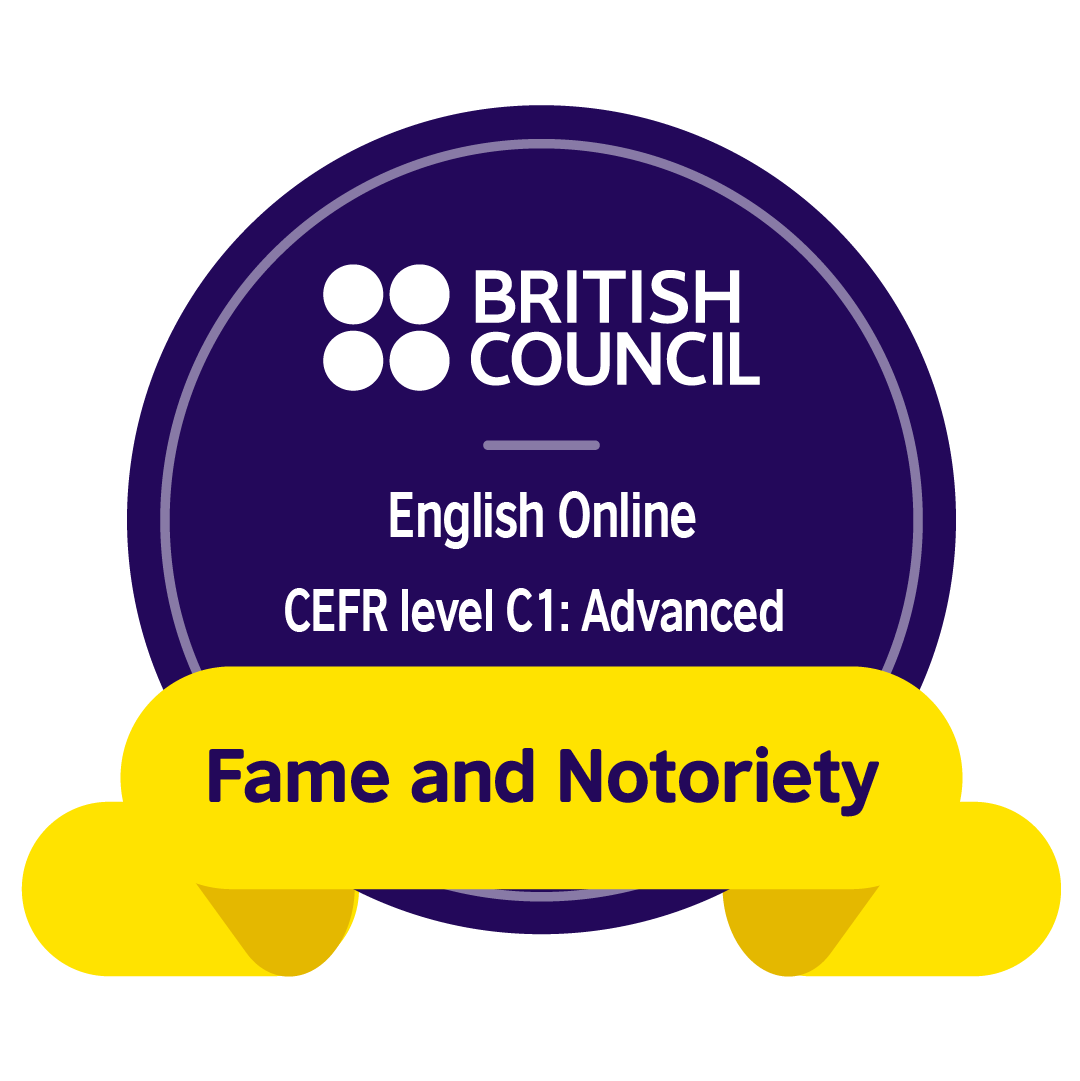 BRITISH
COUNCIL
English Online
CEFR level C1: Advanced
Fame and Notoriety